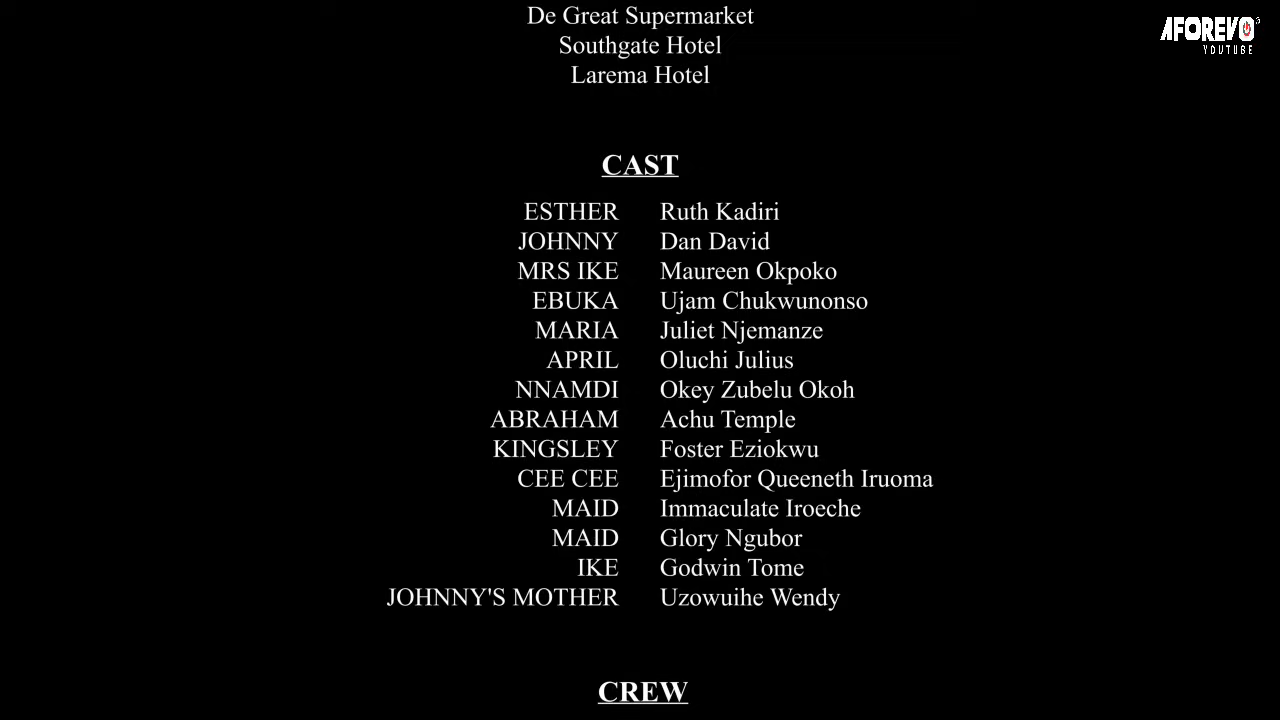 De Great Supermarket
Southgate Hotel
Larema Hotel
AFOREVO
YOUTUBE
CAST
ESTHER Ruth Kadiri
JOHNNY Dan David
MRS IKE Maureen Okpoko
EBUKA Ujam Chukwunonso
MARIA Juliet Njemanze
APRIL Oluchi Julius
NNAMDI Okey Zubelu Okoh
ABRAHAM Achu Temple
KINGSLEY Foster Eziokwu
CEE CEE Ejimofor Queeneth Iruoma
MAID Immaculate Iroeche
MAID Glory Ngubor
IKE Godwin Tome
JOHNNY'S MOTHER Uzowuihe Wendy
CREW